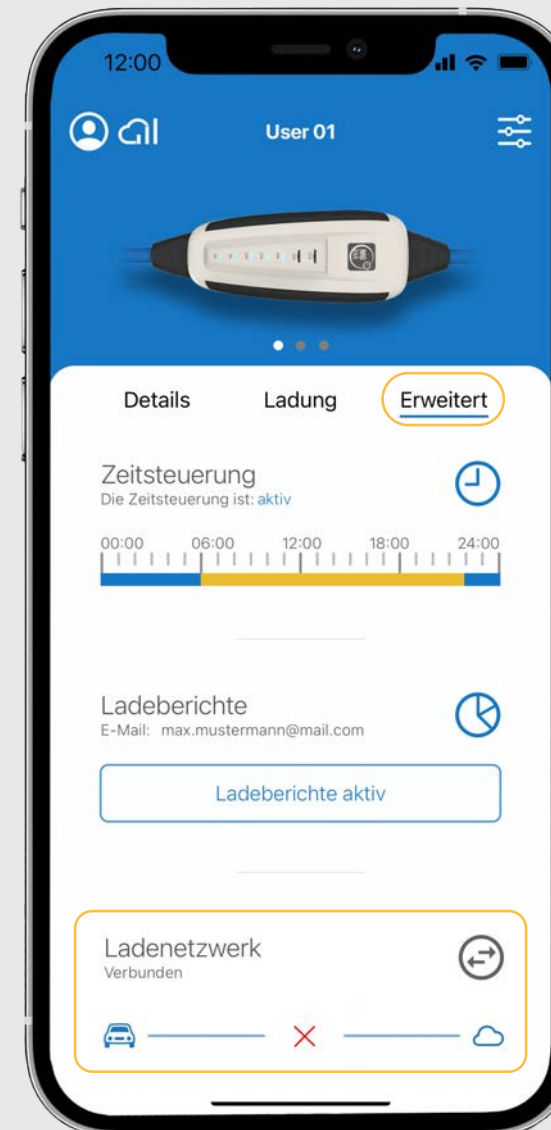 12:00
User 01
Details Ladung Erweitert
Zeitsteuerung
Die Zeitsteuerung ist: aktiv
00:00 06:00 12:00 18:00 24:00
Ladeberichte
E-Mail: max.mustermann@mail.com
Ladeberichte aktiv
Ladenetzwerk
Verbunden